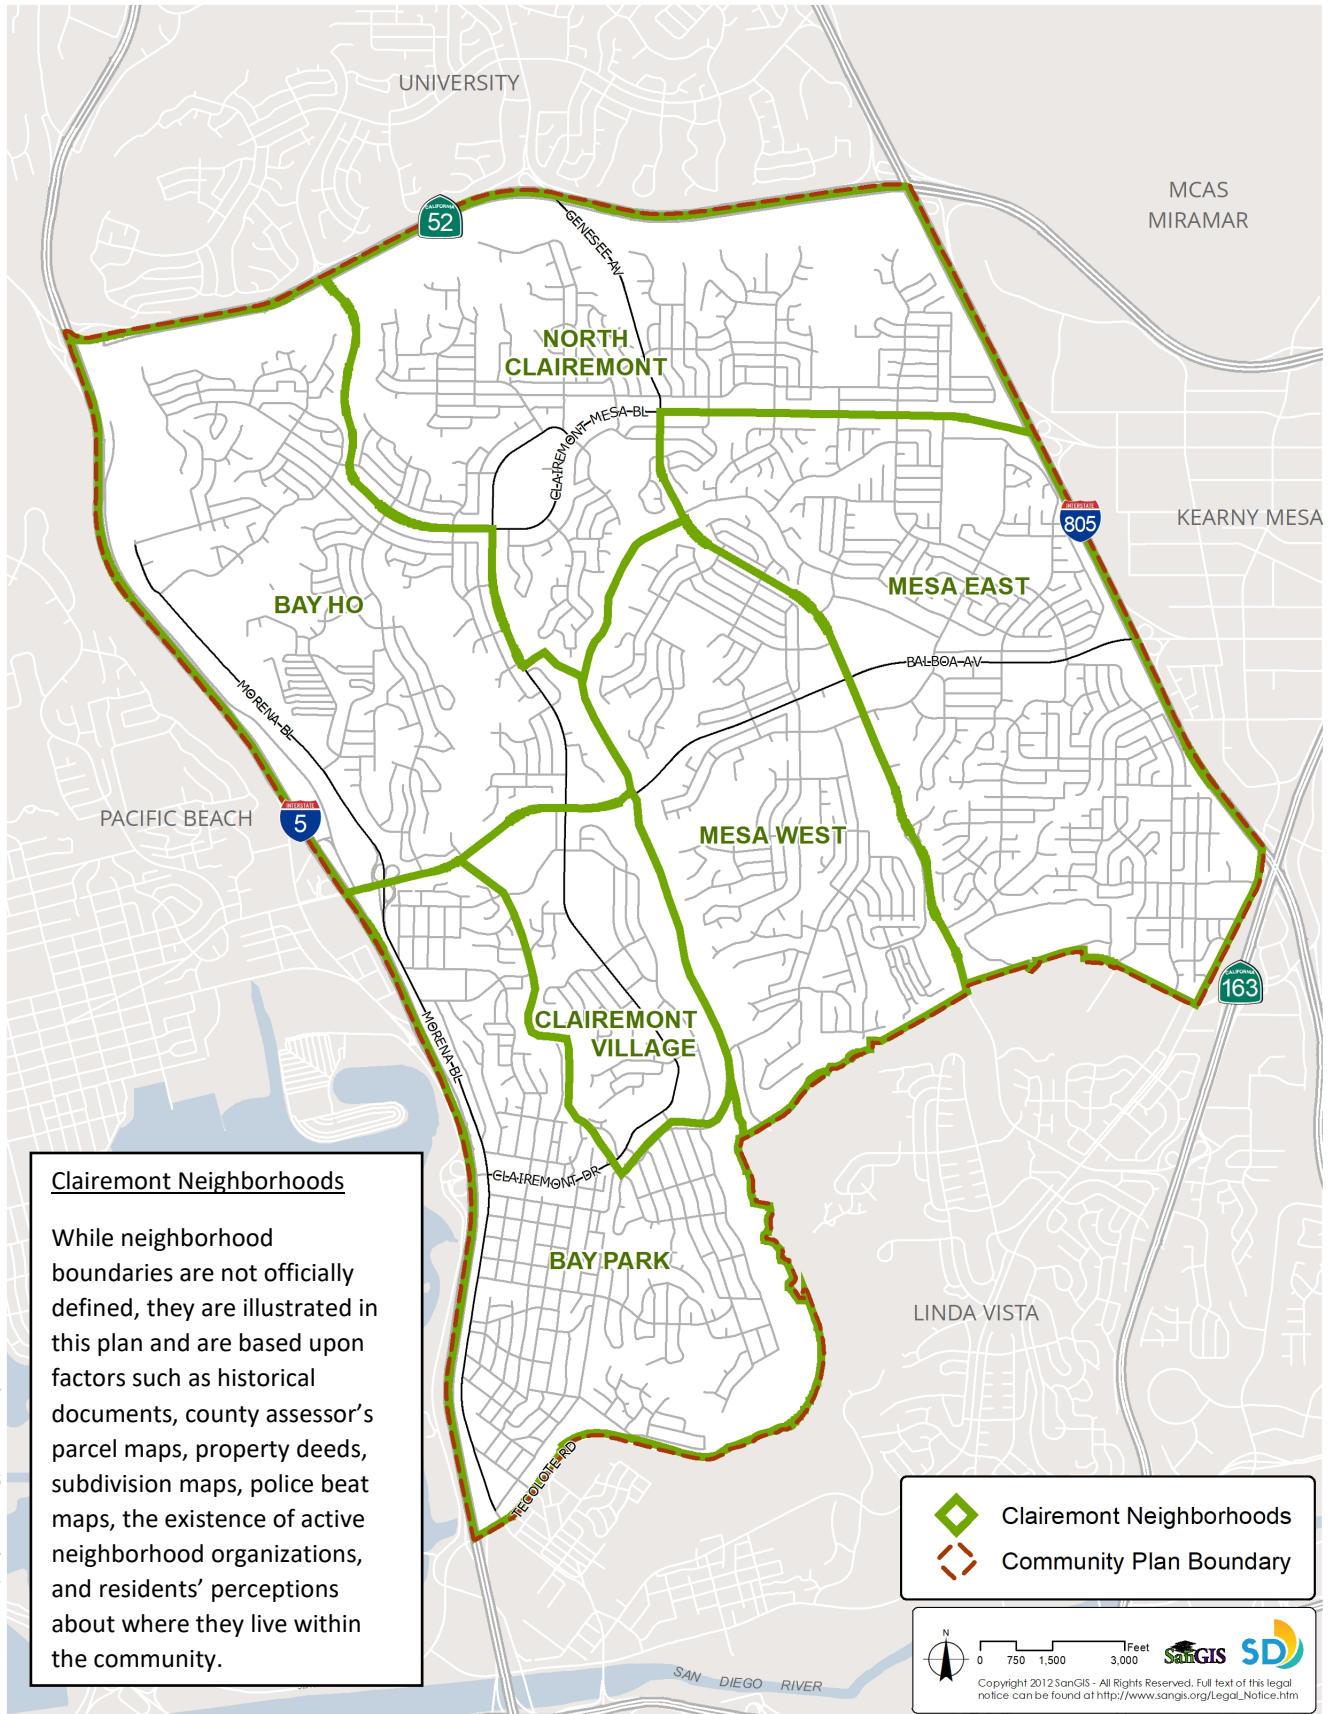 UNIVERSITY
MCAS
MIRAMAR
CALIFORNIA
52
GENESEE AV
NORTH
CLAIREMONT
CLAIREMONT MESA BL
INTERSTATE
805
KEARNY MESA
BAY HO
MESA EAST
BALBOA AV
MORENA BL
PACIFIC BEACH
INTERSTATE
5
MESA WEST
CALIFORNIA
163
CLAIREMONT
VILLAGE
MORENA BL
CLAIREMONT DR
BAY PARK
LINDA VISTA
TECOLOTE RD
Clairemont Neighborhoods
While neighborhood
boundaries are not officially
defined, they are illustrated in
this plan and are based upon
factors such as historical
documents, county assessor’s
parcel maps, property deeds,
subdivision maps, police beat
maps, the existence of active
neighborhood organizations,
and residents’ perceptions
about where they live within
the community.
Clairemont Neighborhoods
Community Plan Boundary
SAN DIEGO RIVER
N
0 750 1,500 3,000 Feet
SanGIS
SD
Copyright 2012 SanGIS - All Rights Reserved. Full text of this legal
notice can be found at http://www.sangis.org/Legal_Notice.htm